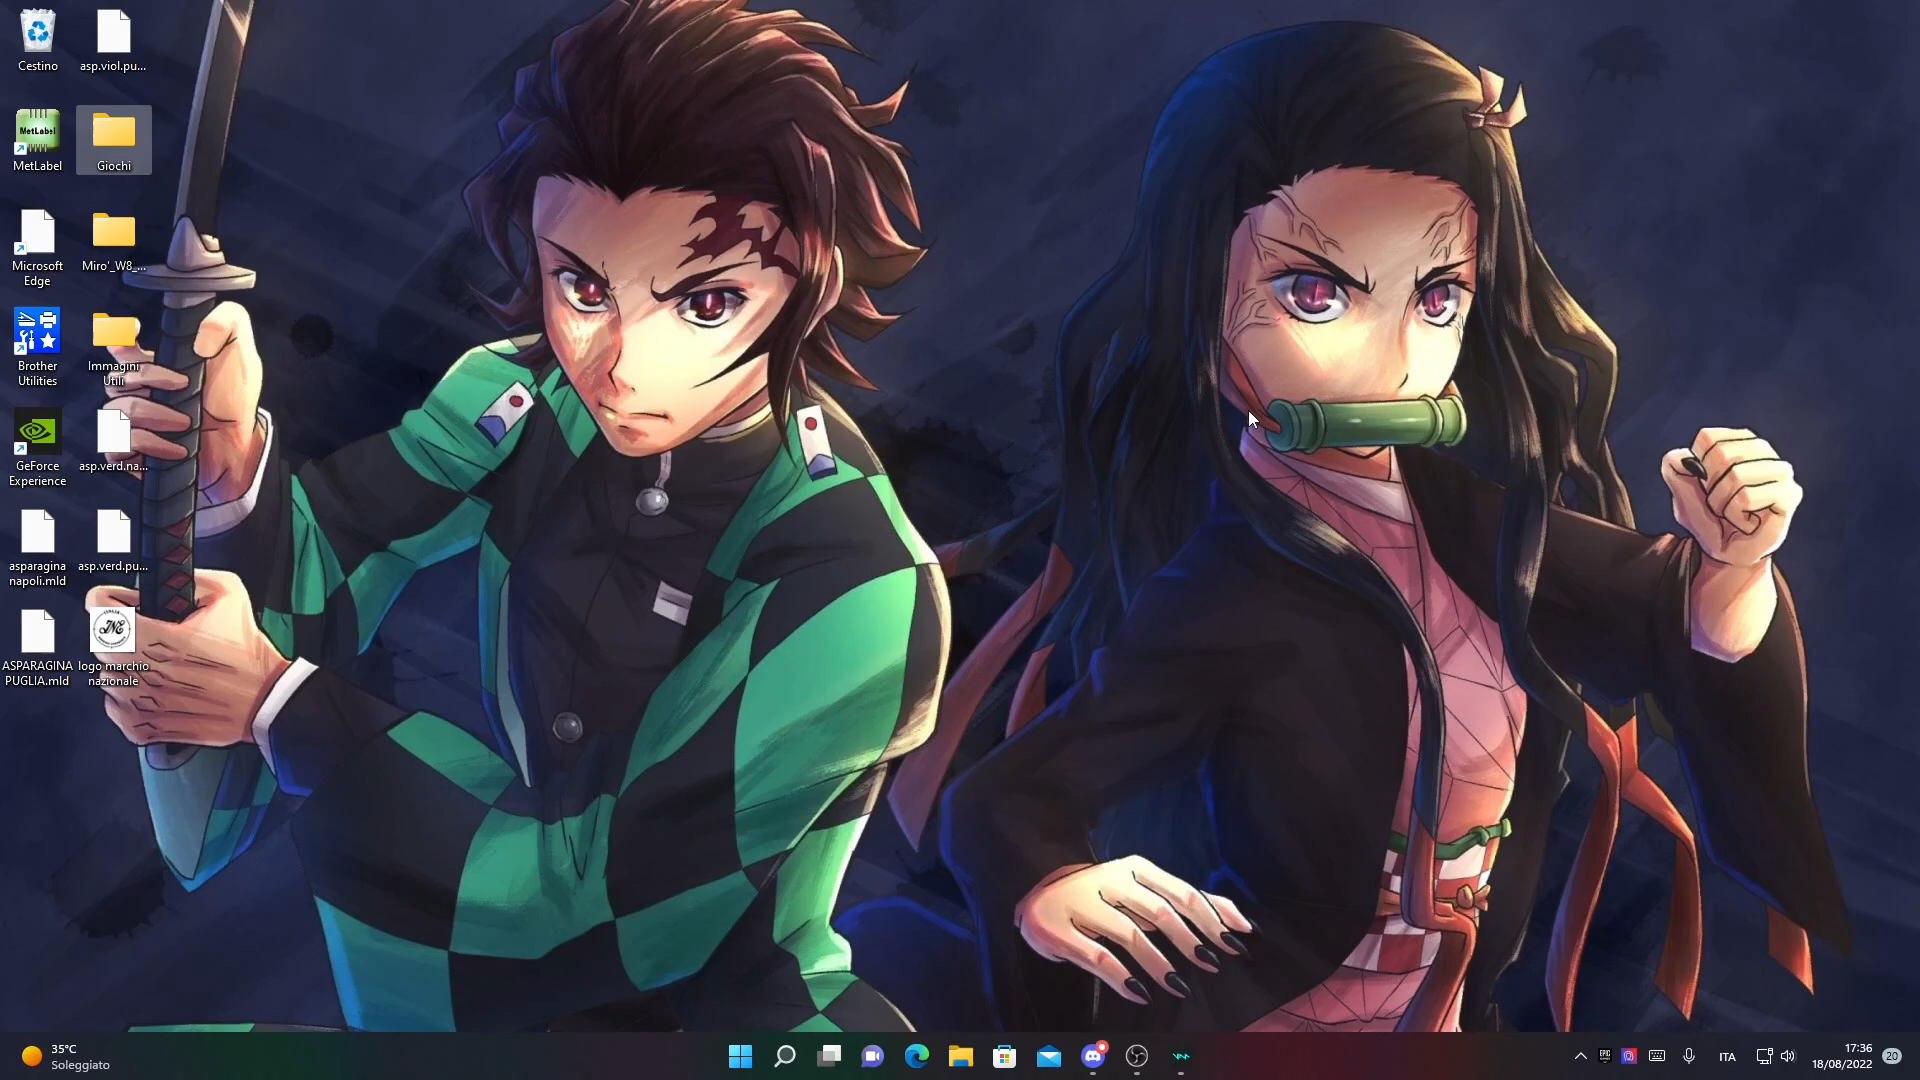 Cestino
asp.viol.pu...
MetLabel
MetLabel
Giochi
Microsoft
Edge
Miro'_W8_...
Brother
Utilities
Immagini
Utili
GeForce
Experience
asp.verd.na...
asparagina
napoli.mld
asp.verd.pu...
ASPARAGINA
PUGLIA.mld
logo marchio
nazionale
35°C
Soleggiato
EPIC
ITA
17:36
18/08/2022
20